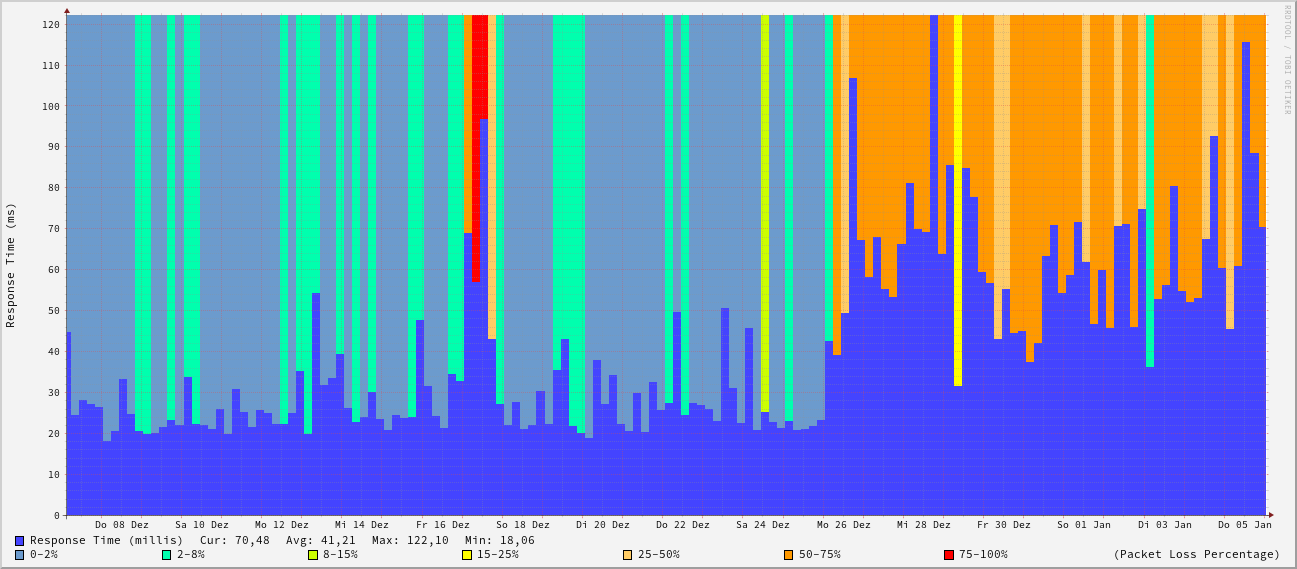 RRDTOOL / TOBI OETIKER
Response Time (ms)
120
110
100
90
80
70
60
50
40
30
20
10
0
Do 08 Dez Sa 10 Dez Mo 12 Dez Mi 14 Dez Fr 16 Dez So 18 Dez Di 20 Dez Do 22 Dez Sa 24 Dez Mo 26 Dez Mi 28 Dez Fr 30 Dez So 01 Jan Di 03 Jan Do 05 Jan
Response Time (millis) Cur: 70,48 Avg: 41,21 Max: 122,10 Min: 18,06
0-2% 2-8% 8-15% 15-25% 25-50% 50-75% 75-100% (Packet Loss Percentage)